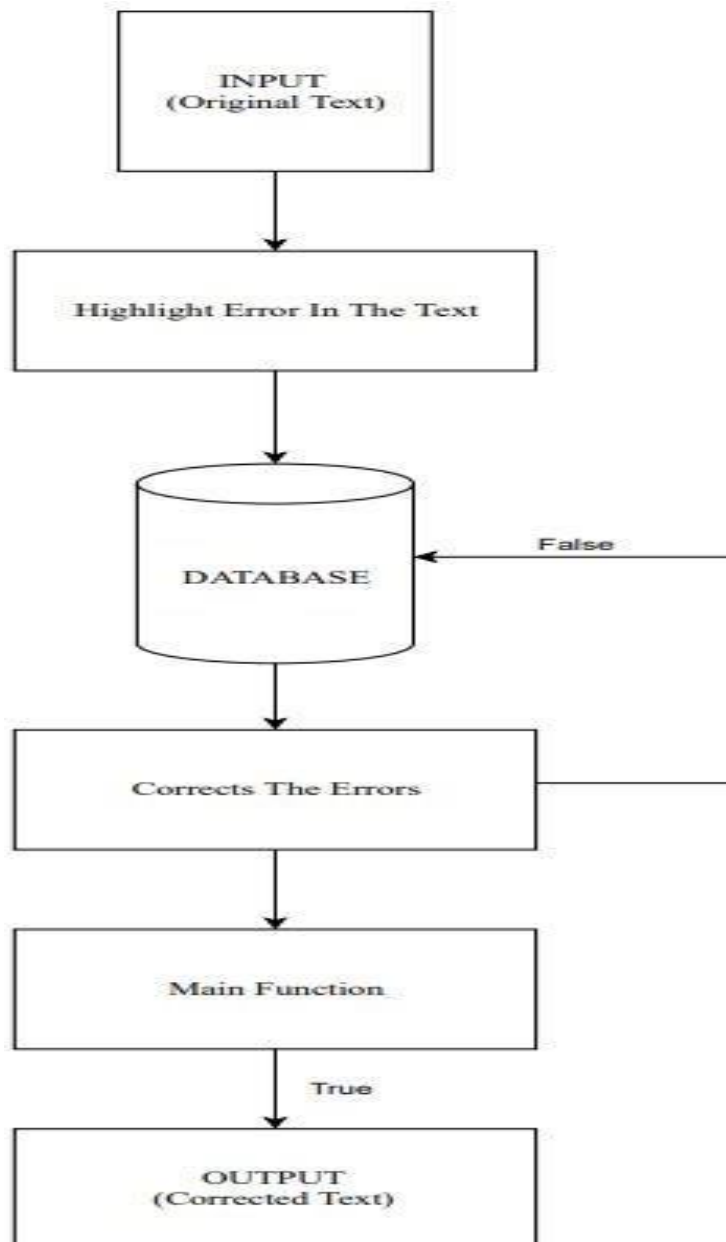 INPUT
(Original Text)
Highlight Error In The Text
DATABASE
False
Corrects The Errors
Main Function
True
OUTPUT
(Corrected Text)